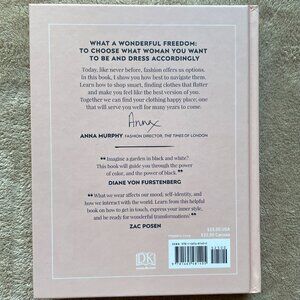 WHAT A WONDERFUL FREEDOM:
TO CHOOSE WHAT WOMAN YOU WANT
TO BE AND DRESS ACCORDINGLY
Today, like never before, fashion offers us options.
In this book, I show you how to meet your needs.
Learn how to shop smart, finding clothes that flatter
and make you feel like the best version of you.
Together we can find your clothing happy place, one
that will serve you well for many years to come.
Anna
ANNA MURPHY FASHION DIRECTOR, THE TIMES OF LONDON
"Imagine a garden in black and white?
This book will guide you through the power
of color, and the power of black."
DIANE VON FURSTENBERG
"What we wear affects our mood, self-identity, and
how we interact with the world. Learn from this helpful
book on how to get in touch, express your inner style,
and be ready for wonderful transformations."
ZAC POSEN
DK